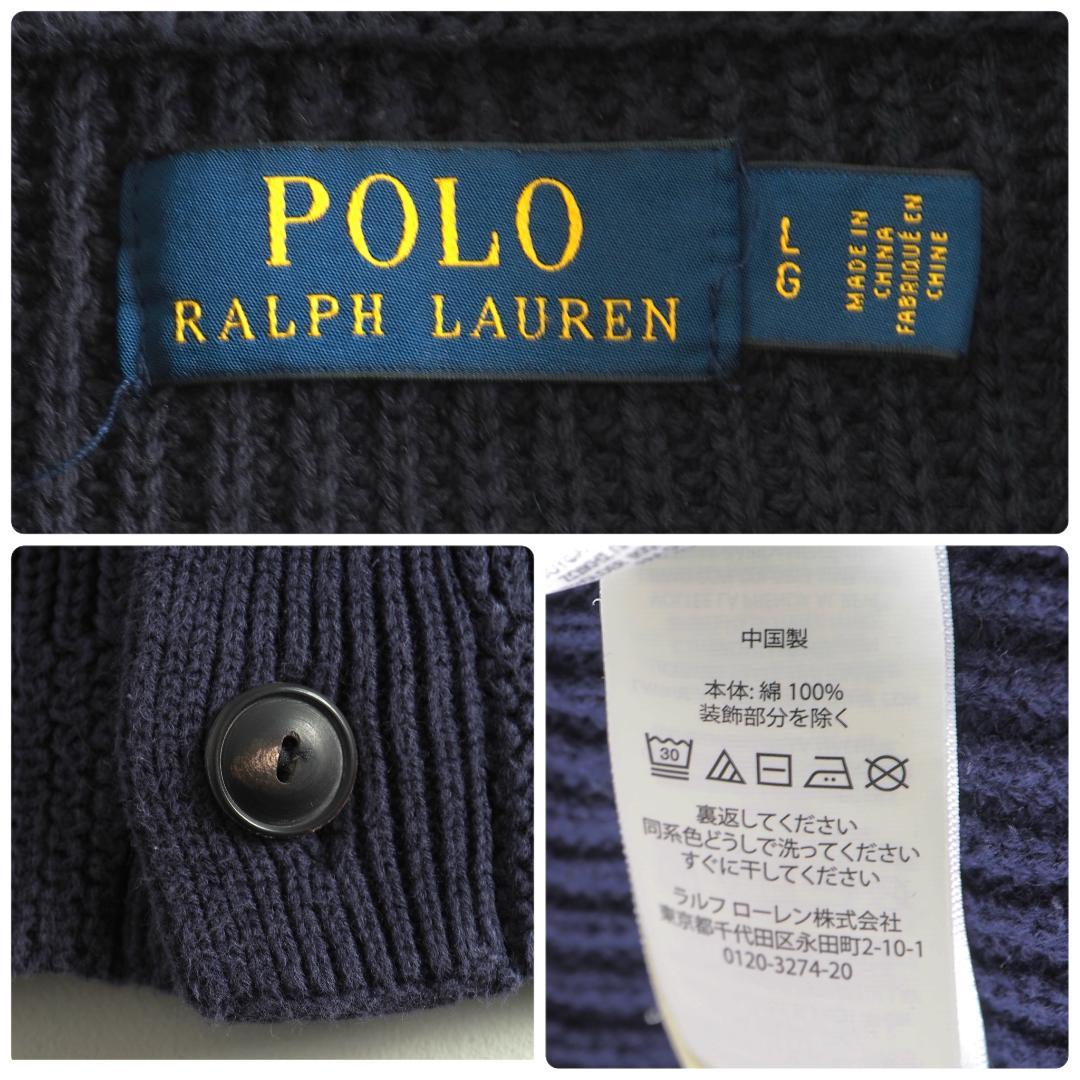 POLO
RALPH LAUREN
L
G
MADE IN
CHINA
FABRIQUÉ EN
CHINE
中国製
本体: 綿 100%
装飾部分を除く
30
裏返してください
同系色どうしで洗ってください
すぐに干してください
ラルフ ローレン株式会社
東京都千代田区永田町2-10-1
0120-3274-20